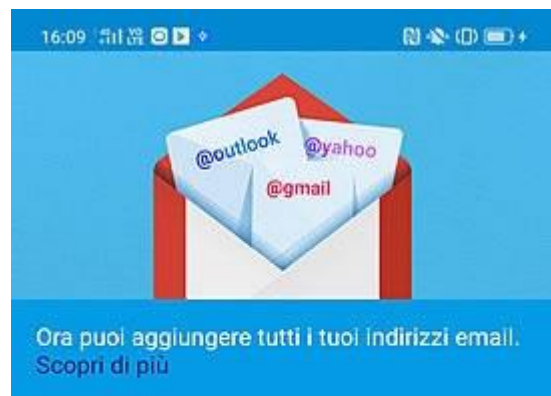 16:09
@outlook
@yahoo
@gmail
Ora puoi aggiungere tutti i tuoi indirizzi email.
Scopri di più